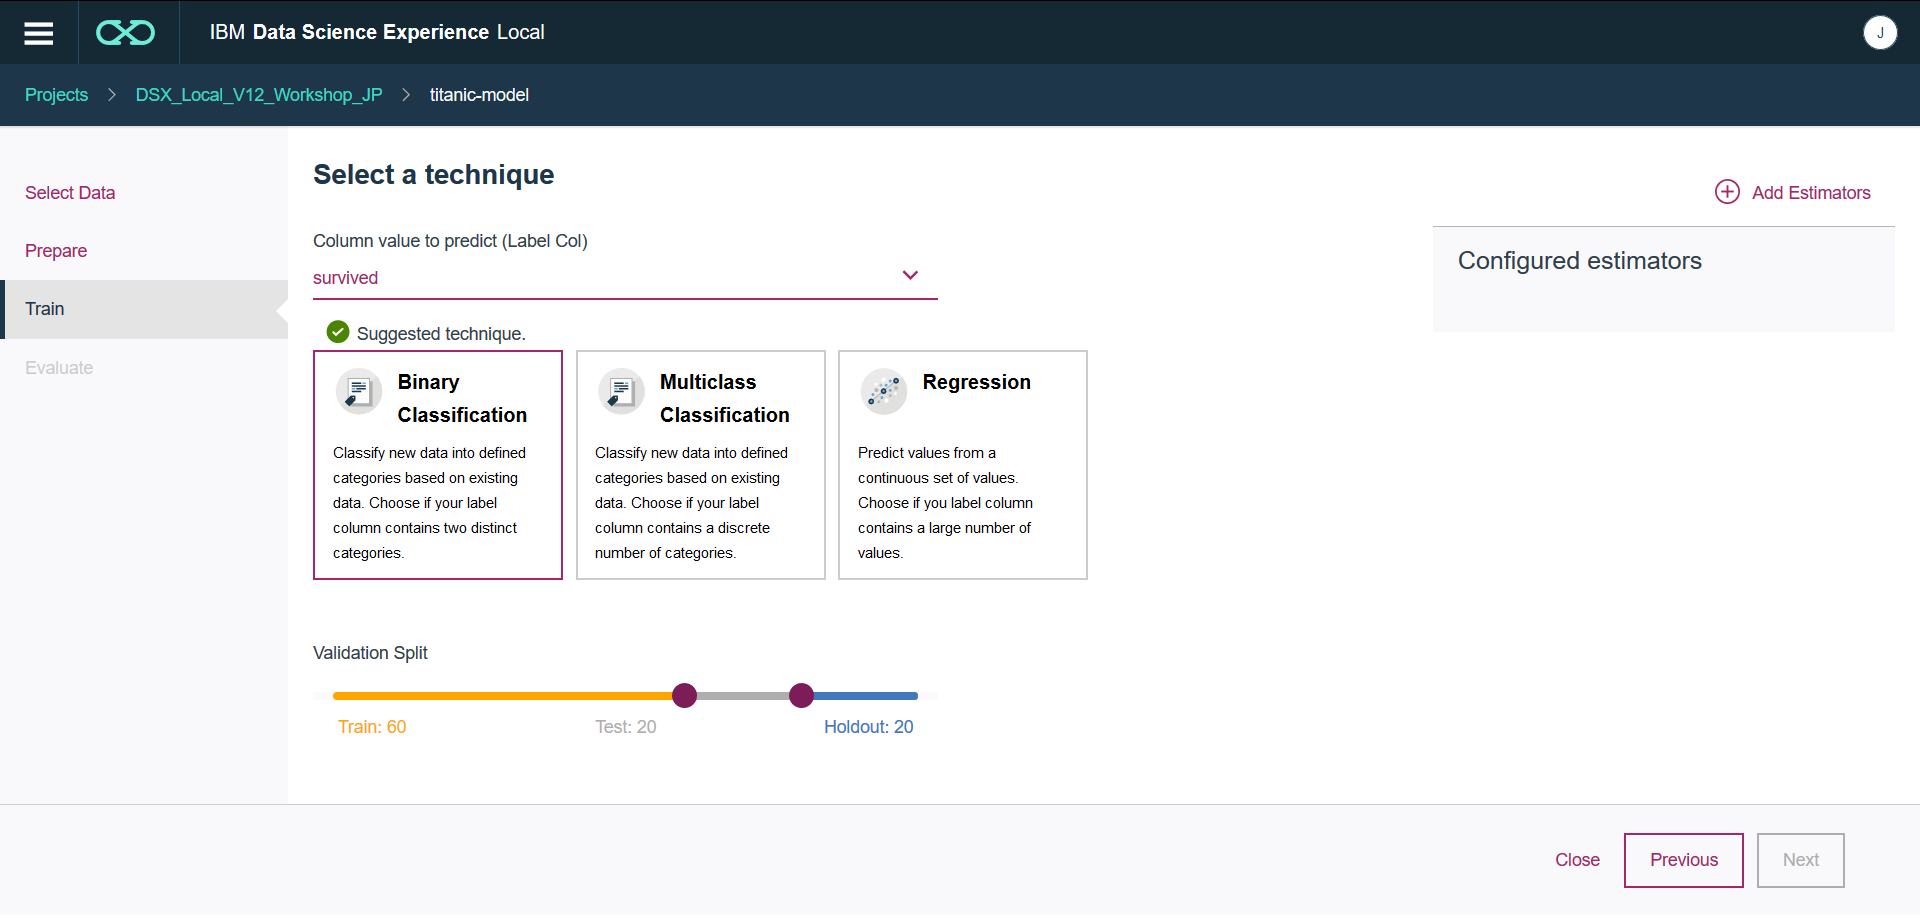 IBM Data Science Experience Local
J
Projects > DSX_Local_V12_Workshop_JP > titanic-model
Select Data
Prepare
Train
Evaluate
Select a technique
Column value to predict (Label Col)
survived
Suggested technique.
Binary
Classification
Classify new data into defined
categories based on existing
data. Choose if your label
column contains two distinct
categories.
Multiclass
Classification
Classify new data into defined
categories based on existing
data. Choose if your label
column contains a discrete
number of categories.
Regression
Predict values from a
continuous set of values.
Choose if you label column
contains a large number of
values.
Validation Split
Train: 60
Test: 20
Holdout: 20
Add Estimators
Configured estimators
Close
Previous
Next